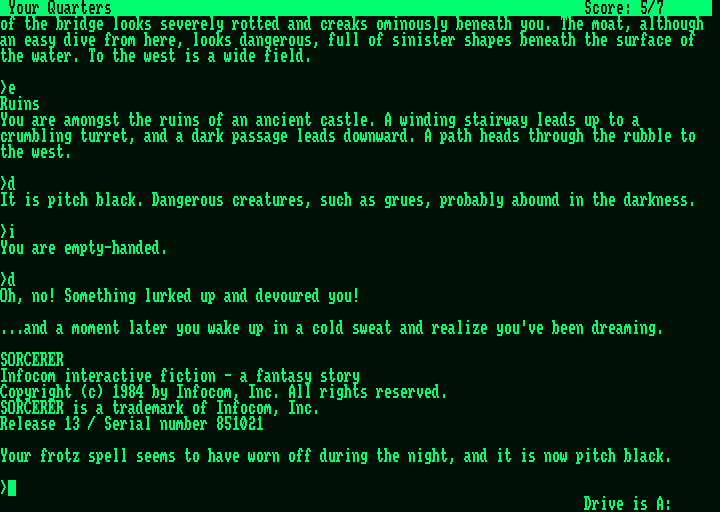 Your Quarters Score: 5/7
of the bridge looks severely rotted and creaks ominously beneath you. The moat, although
an easy dive from here, looks dangerous, full of sinister shapes beneath the surface of
the water. To the west is a wide field.
>e
Ruins
You are amongst the ruins of an ancient castle. A winding stairway leads up to a
crumbling turret, and a dark passage leads downward. A path heads through the rubble to
the west.
>d
It is pitch black. Dangerous creatures, such as grues, probably abound in the darkness.
>i
You are empty-handed.
>d
Oh, no! Something lurked up and devoured you!
...and a moment later you wake up in a cold sweat and realize you've been dreaming.
SORCERER
Infocom interactive fiction - a fantasy story
Copyright (c) 1984 by Infocom, Inc. All rights reserved.
SORCERER is a trademark of Infocom, Inc.
Release 13 / Serial number 851021
Your frotz spell seems to have worn off during the night, and it is now pitch black.
>
Drive is A: